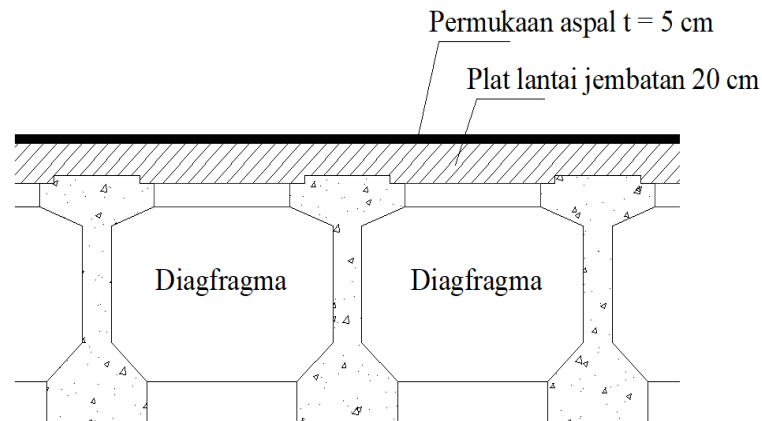 Permukaan aspal t = 5 cm
Plat lantai jembatan 20 cm
Diagfragma
Diagfragma